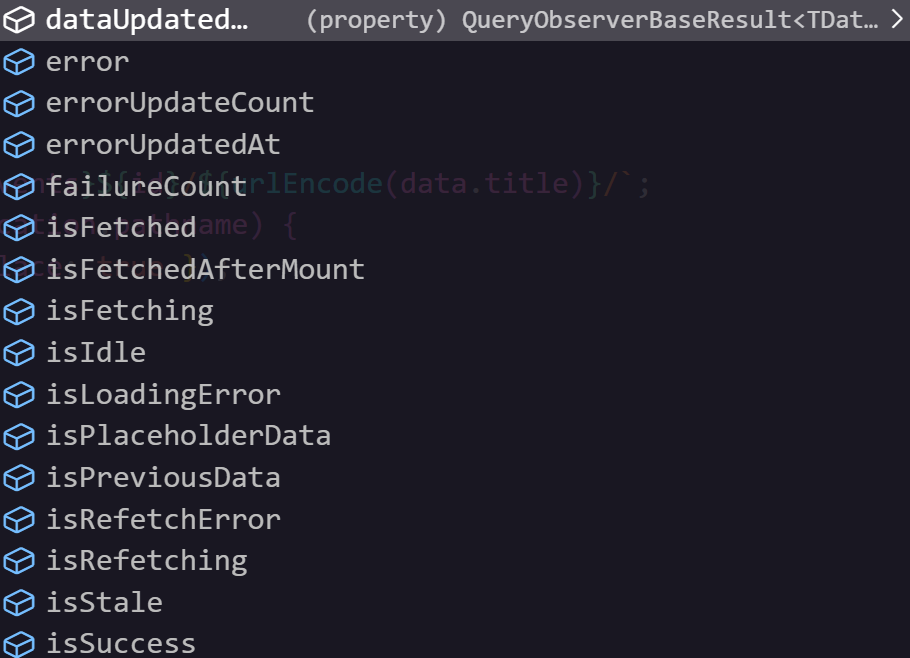 dataUpdated… (property) QueryObserverBaseResult<TDat…
error
errorUpdateCount
errorUpdatedAt
failureCount
isFetched
isFetchedAfterMount
isFetching
isIdle
isLoadingError
isPlaceholderData
isPreviousData
isRefetchError
isRefetching
isStale
isSuccess